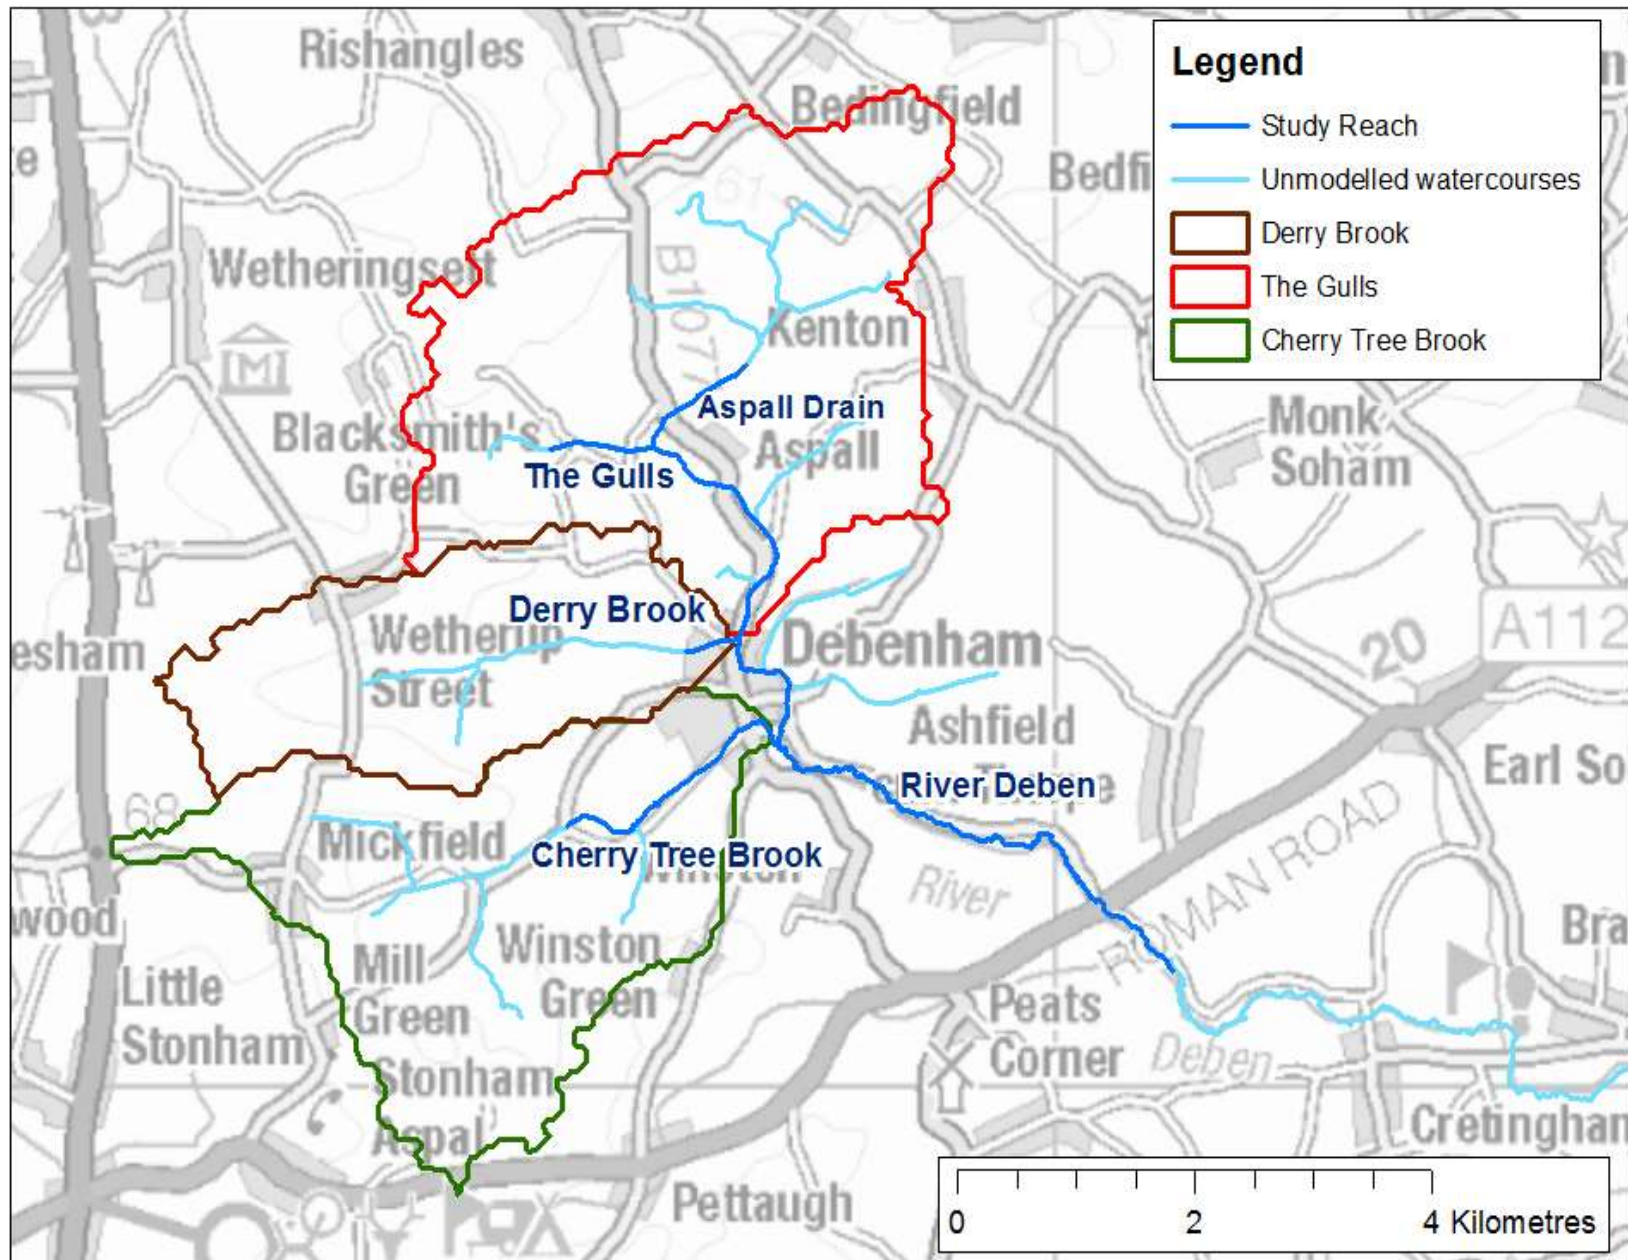 Rishangles
Bedingfield
Bedfi
Legend
Study Reach
Unmodelled watercourses
Derry Brook
The Gulls
Cherry Tree Brook
61
Wetheringsett
B1077
Kenton
M
Aspall Drain
Aspall
Blacksmith's
Green
The Gulls
Monk
Soham
Derry Brook
Wetherup
Street
Debenham
esham
20
A112
Ashfield
Thorpe
River Deben
Earl So
68
Mickfield
Cherry Tree Brook
Winston
River
ROMAN ROAD
wood
Bra
Mill
Green
Winston
Green
Little
Stonham
Peats
Corner
Deben
Stonham
Aspal
Cretingham
Pettaugh
0 2 4 Kilometres